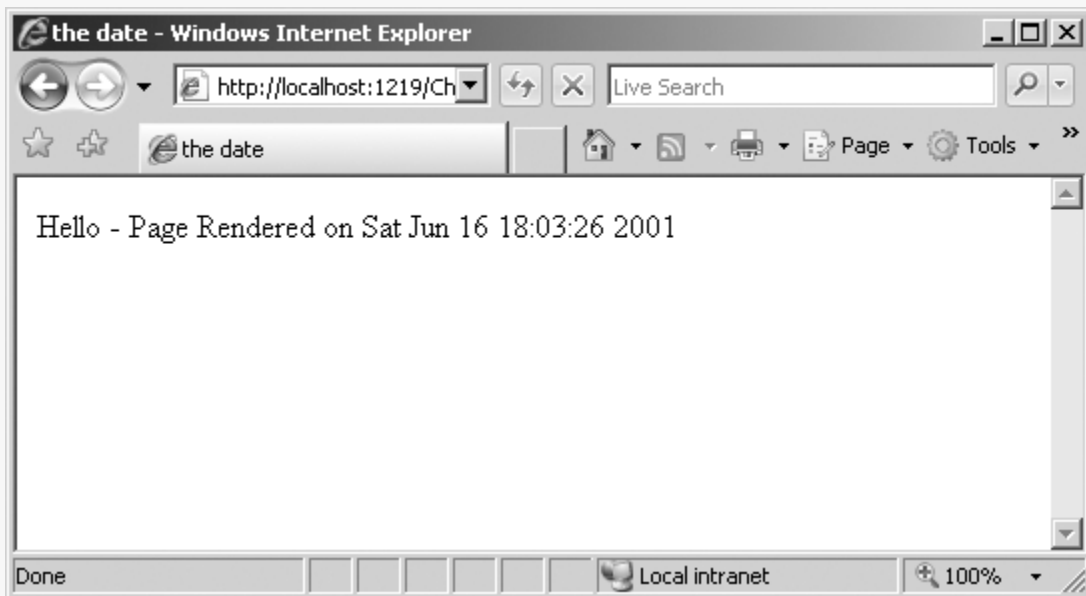 the date - Windows Internet Explorer
http://localhost:1219/Ch
Live Search
the date
Page
Tools
»
Hello - Page Rendered on Sat Jun 16 18:03:26 2001
Done
Local intranet
100%